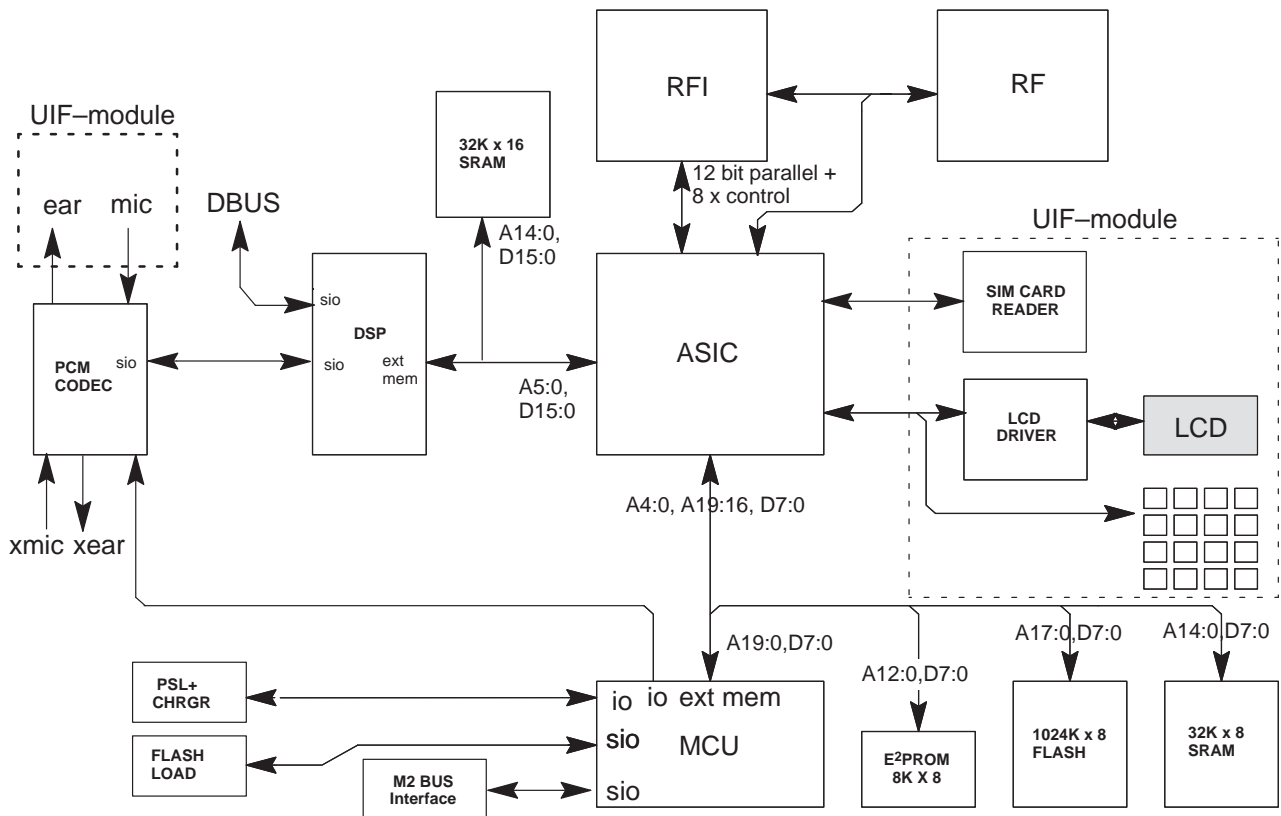 RFI
RF
UIF–module
32K x 16
SRAM
12 bit parallel +
8 x control
ear
mic
DBUS
A14:0,
D15:0
UIF–module
sio
DSP
sio
ext
mem
PCM
CODEC
sio
A5:0,
D15:0
ASIC
SIM CARD
READER
LCD
DRIVER
LCD
xmic
xear
A4:0, A19:16, D7:0
A19:0,D7:0
A12:0,D7:0
A17:0,D7:0
A14:0,D7:0
PSL+
CHRGR
FLASH
LOAD
M2 BUS
Interface
io
io
ext mem
sio
MCU
sio
E²PROM
8K X 8
1024K x 8
FLASH
32K x 8
SRAM